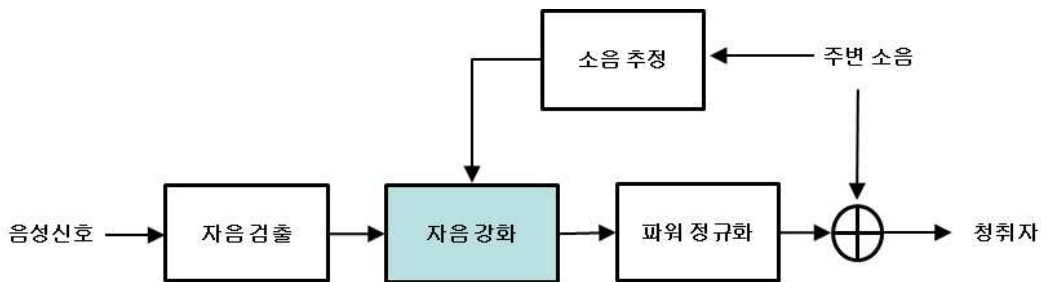 소음 추정
주변 소음
음성신호
자음 검출
자음 강화
파워 정규화
청취자